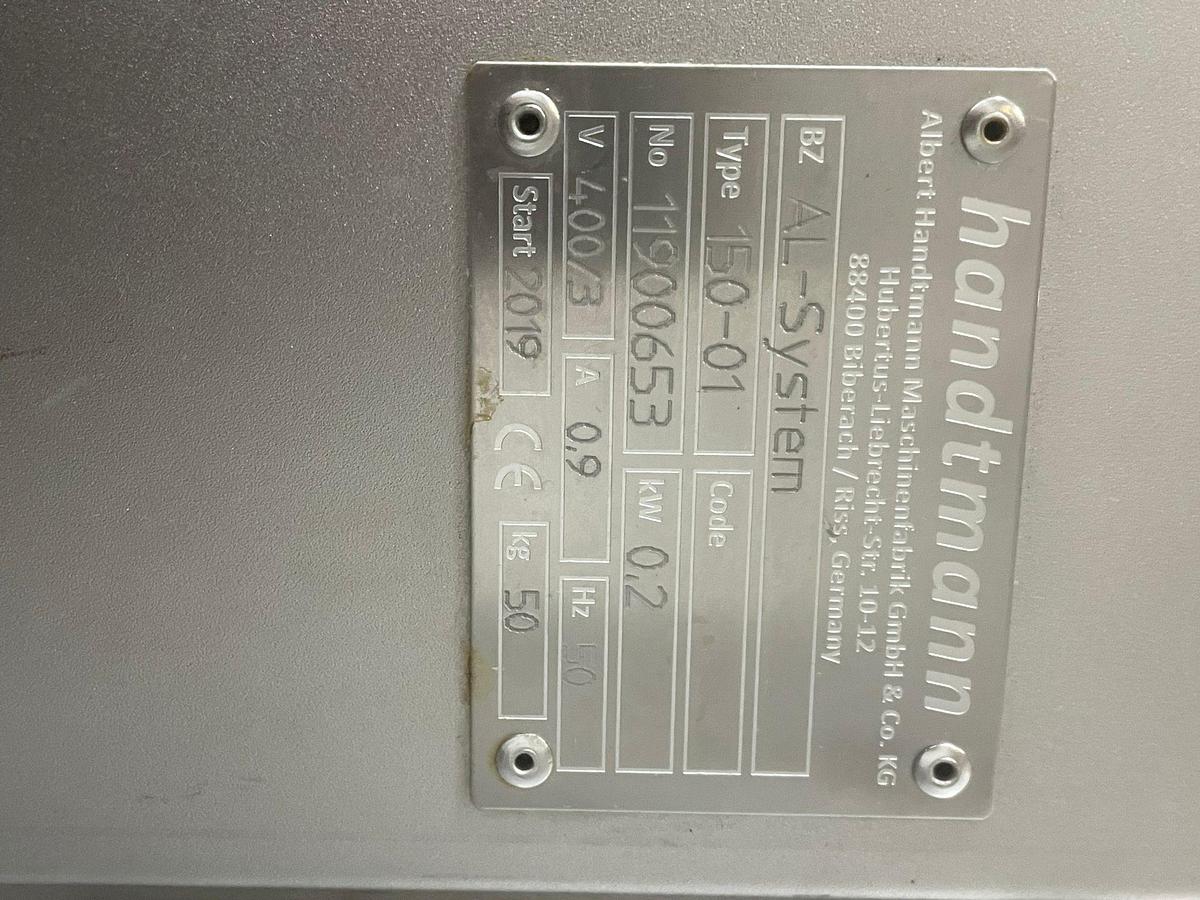 handtmann
Albert Handtmann Maschinenfabrik GmbH & Co. KG
Hubertus-Liebrecht-Str. 10-12
88400 Biberach / Riss, Germany
BZ AL-System
Type 150-01 Code
No 11900653 kW 0,2
V 400/3 A 0,9 Hz 50
Start 2019 CE kg 50